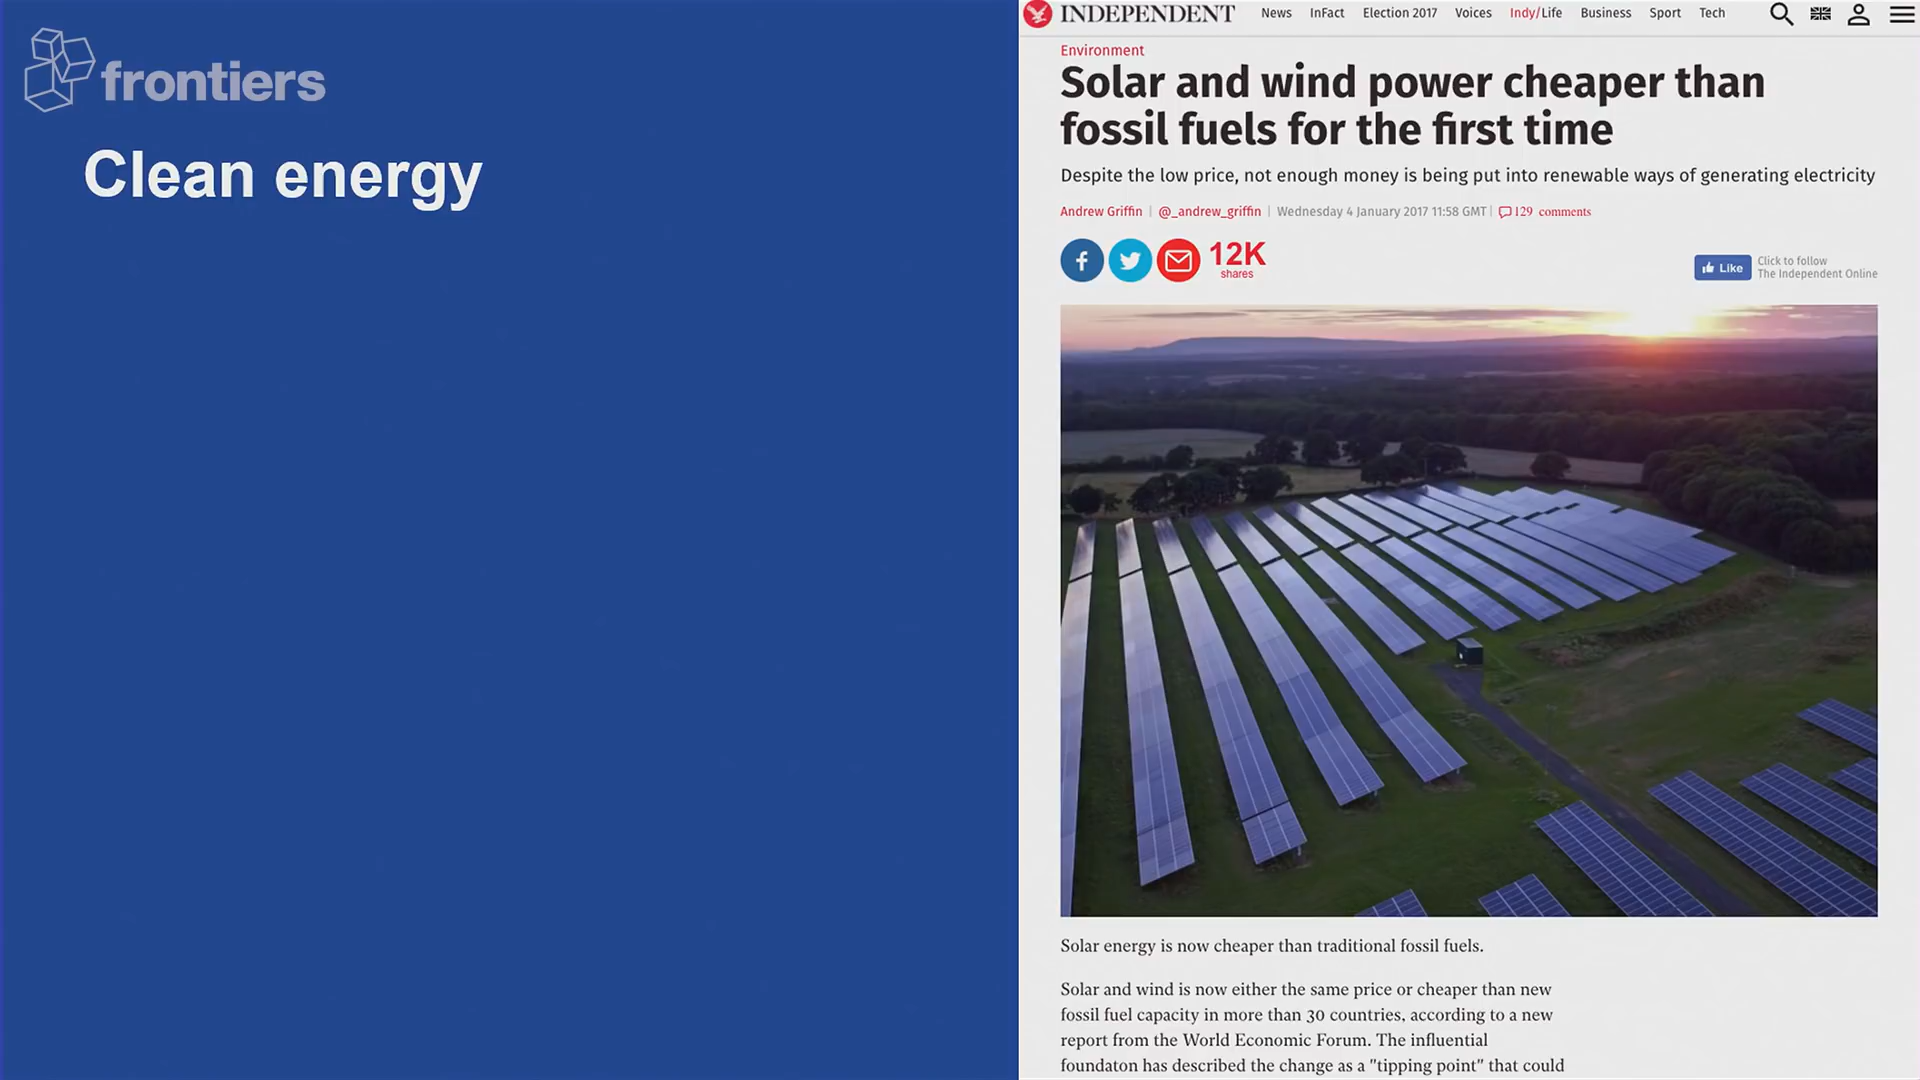 frontiers
Clean energy
INDEPENDENT
News InFact Election 2017 Voices Indy/Life Business Sport Tech
Environment
Solar and wind power cheaper than
fossil fuels for the first time
Despite the low price, not enough money is being put into renewable ways of generating electricity
Andrew Griffin | @_andrew_griffin | Wednesday 4 January 2017 11:58 GMT | 129 comments
12K
shares
Like
Click to follow
The Independent Online
Solar energy is now cheaper than traditional fossil fuels.
Solar and wind is now either the same price or cheaper than new
fossil fuel capacity in more than 30 countries, according to a new
report from the World Economic Forum. The influential
foundaton has described the change as a "tipping point" that could